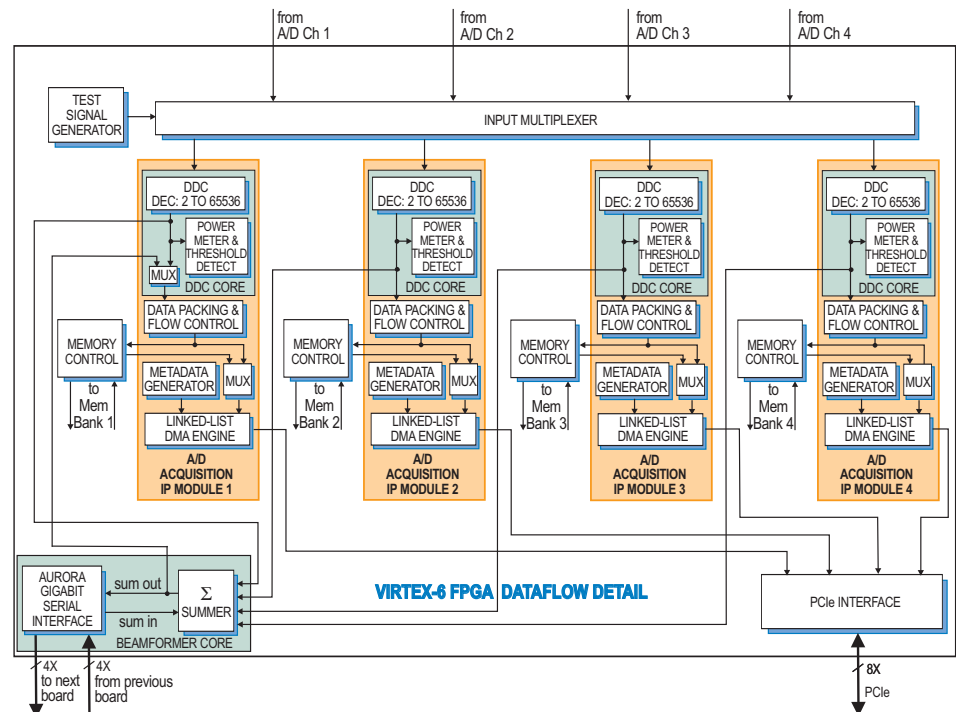 from
A/D Ch 1
from
A/D Ch 2
from
A/D Ch 3
from
A/D Ch 4
TEST
SIGNAL
GENERATOR
INPUT MULTIPLEXER
DDC
DEC: 2 TO 65536
POWER
METER &
THRESHOLD
DETECT
MUX
DDC CORE
DATA PACKING &
FLOW CONTROL
MEMORY
CONTROL
METADATA
GENERATOR
MUX
to
Mem
Bank 1
LINKED-LIST
DMA ENGINE
A/D
ACQUISITION
IP MODULE 1
DDC
DEC: 2 TO 65536
POWER
METER &
THRESHOLD
DETECT
DDC CORE
DATA PACKING &
FLOW CONTROL
MEMORY
CONTROL
METADATA
GENERATOR
MUX
to
Mem
Bank 2
LINKED-LIST
DMA ENGINE
A/D
ACQUISITION
IP MODULE 2
DDC
DEC: 2 TO 65536
POWER
METER &
THRESHOLD
DETECT
DDC CORE
DATA PACKING &
FLOW CONTROL
MEMORY
CONTROL
METADATA
GENERATOR
MUX
to
Mem
Bank 3
LINKED-LIST
DMA ENGINE
A/D
ACQUISITION
IP MODULE 3
DDC
DEC: 2 TO 65536
POWER
METER &
THRESHOLD
DETECT
DDC CORE
DATA PACKING &
FLOW CONTROL
MEMORY
CONTROL
METADATA
GENERATOR
MUX
to
Mem
Bank 4
LINKED-LIST
DMA ENGINE
A/D
ACQUISITION
IP MODULE 4
AURORA
GIGABIT
SERIAL
INTERFACE
sum out
sum in
Σ
SUMMER
BEAMFORMER CORE
VIRTEX-6 FPGA DATAFLOW DETAIL
PCIe INTERFACE
4X
to next
board
4X
from previous
board
8X
PCIe